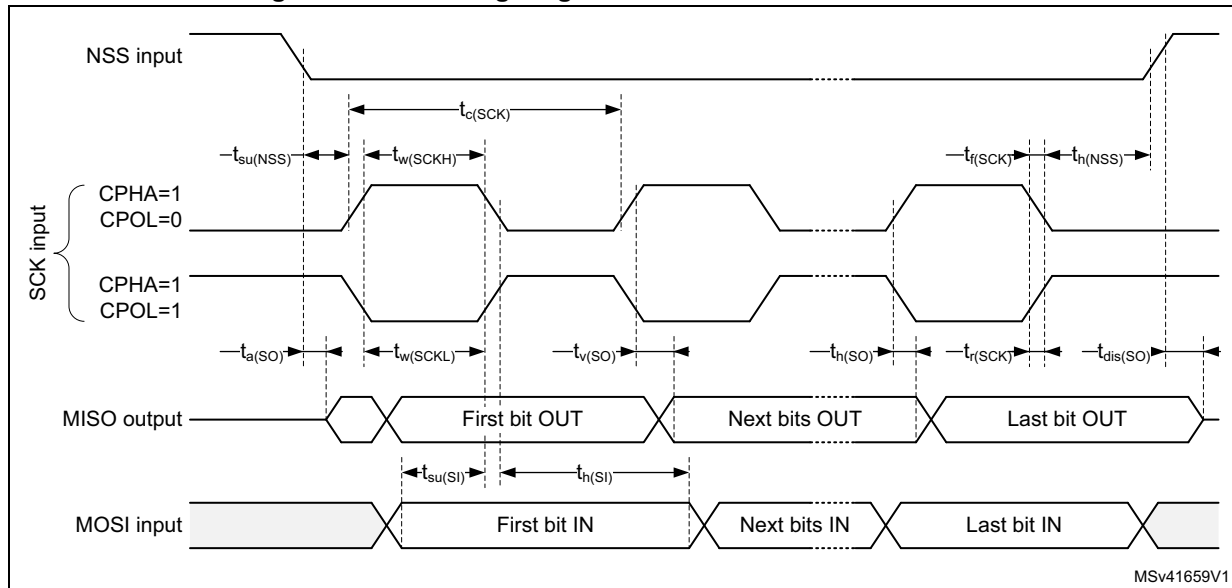 NSS input
tc(SCK)
tsu(NSS) tw(SCKH) tf(SCK) th(NSS)
SCK input
CPHA=1
CPOL=0
CPHA=1
CPOL=1
ta(SO) tw(SCKL) tv(SO) th(SO) tr(SCK) tdis(SO)
MISO output First bit OUT Next bits OUT Last bit OUT
tsu(SI) th(SI)
MOSI input First bit IN Next bits IN Last bit IN
MSv41659V1